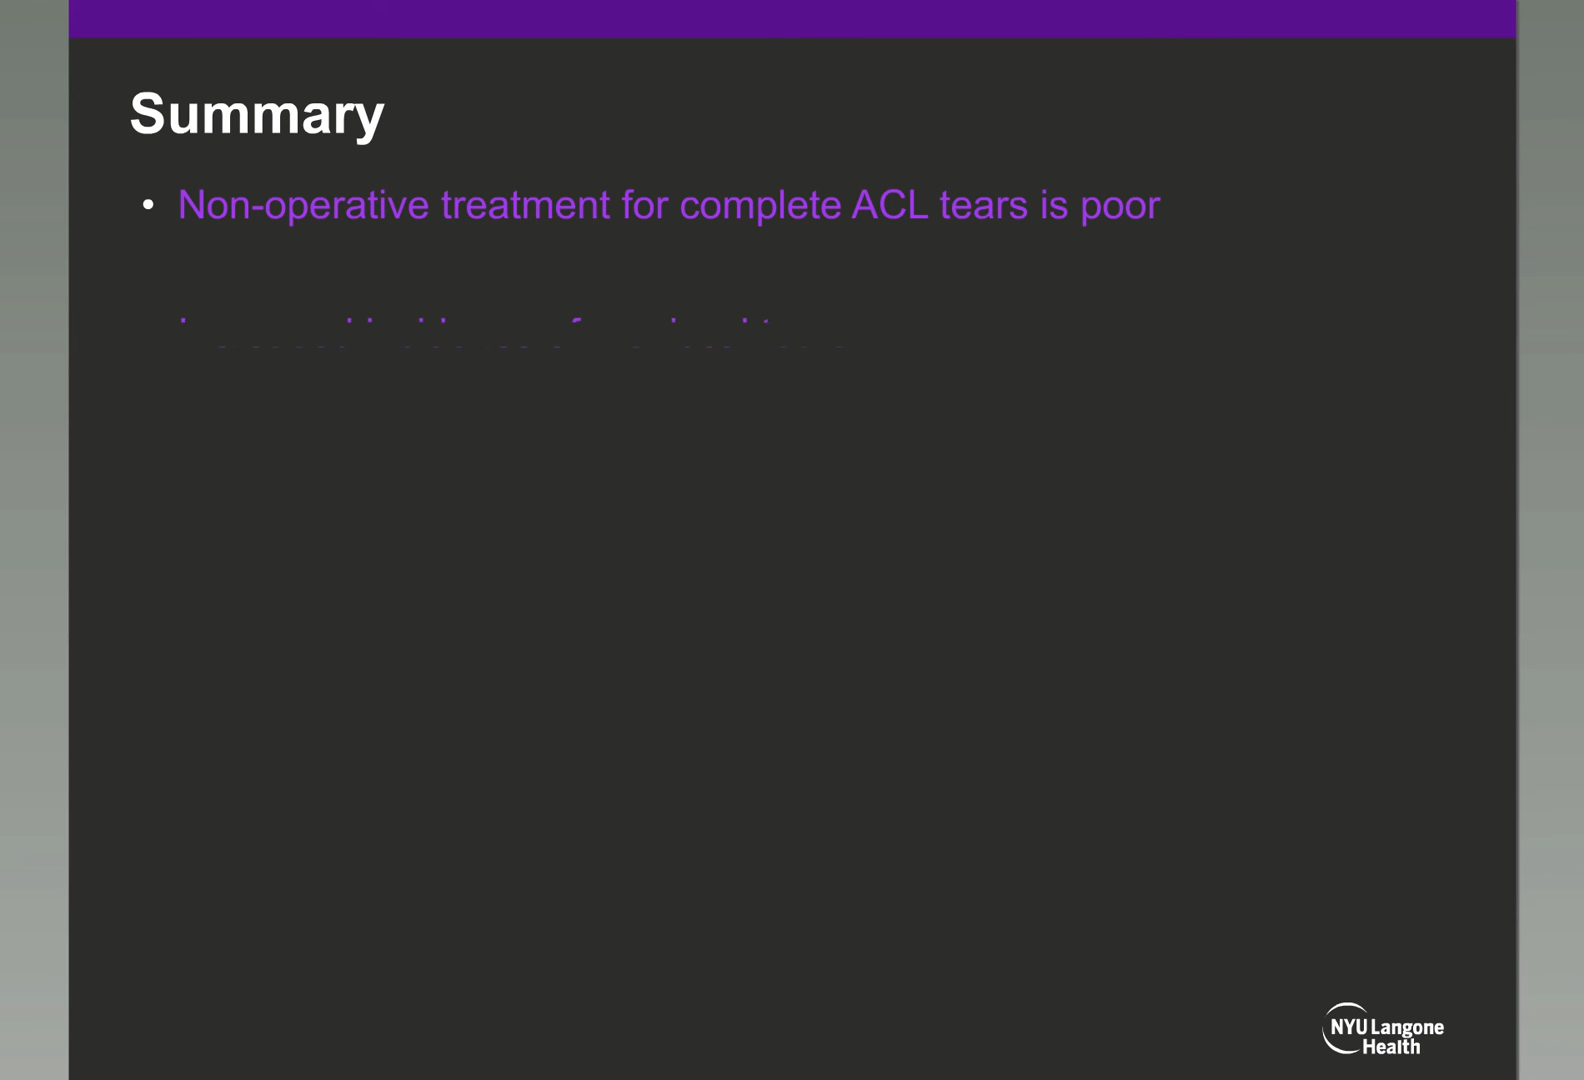 Summary
• Non-operative treatment for complete ACL tears is poor
NYU Langone
Health